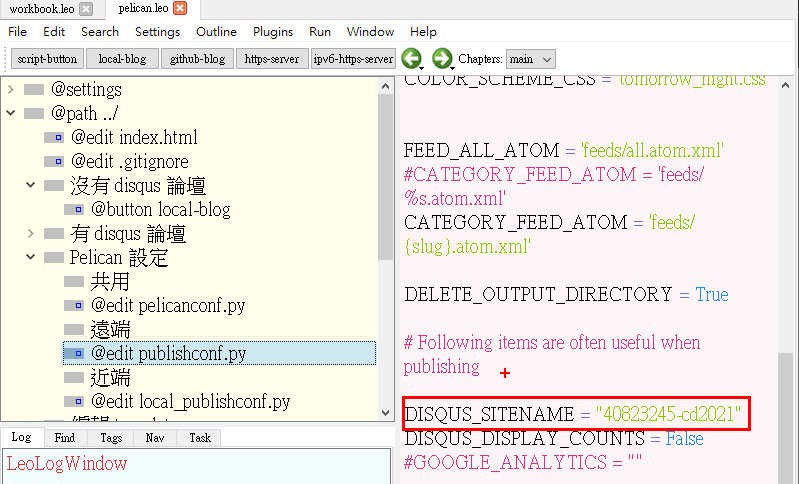 workbook.leo
pelican.leo
File Edit Search Settings Outline Plugins Run Window Help
script-button local-blog github-blog https-server ipv6-https-server Chapters: main
@settings
@path ../
@edit index.html
@edit .gitignore
沒有 disqus 論壇
@button local-blog
有 disqus 論壇
Pelican 設定
共用
@edit pelicanconf.py
遠端
@edit publishconf.py
近端
@edit local_publishconf.py
Log Find Tags Nav Task
LeoLogWindow
COLOR_SCHEME_CSS = 'tomorrow_night.css'
FEED_ALL_ATOM = 'feeds/all.atom.xml'
#CATEGORY_FEED_ATOM = 'feeds/
%s.atom.xml'
CATEGORY_FEED_ATOM = 'feeds/
{slug}.atom.xml'
DELETE_OUTPUT_DIRECTORY = True
# Following items are often useful when
publishing
DISQUS_SITENAME = "40823245-cd2021"
DISQUS_DISPLAY_COUNTS = False
#GOOGLE_ANALYTICS = ""